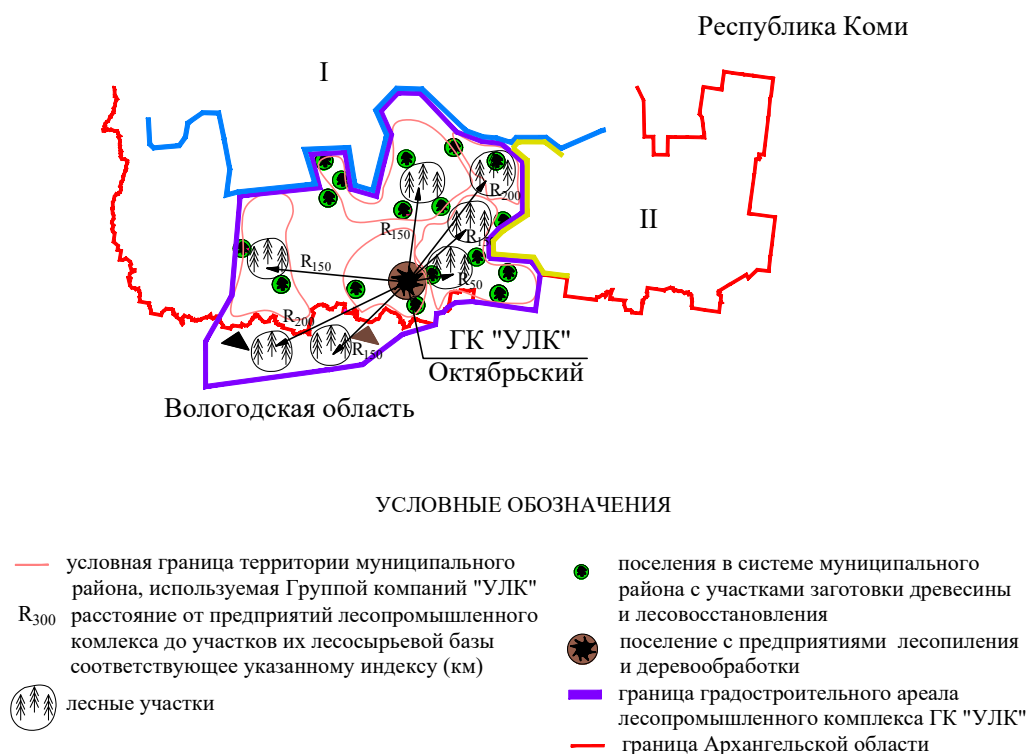 Республика Коми
I
II
R200
R150
R15
R150
R50
R200
R150
ГК "УЛК"
Октябрьский
Вологодская область
УСЛОВНЫЕ ОБОЗНАЧЕНИЯ
условная граница территории муниципального
района, используемая Группой компаний "УЛК"
R300 расстояние от предприятий лесопромышленного
комлекса до участков их лесосырьевой базы
соответствующее указанному индексу (км)
лесные участки
поселения в системе муниципального
района с участками заготовки древесины
и лесовосстановления
поселение с предприятиями лесопиления
и деревообработки
граница градостроительного ареала
лесопромышленного комплекса ГК "УЛК"
граница Архангельской области